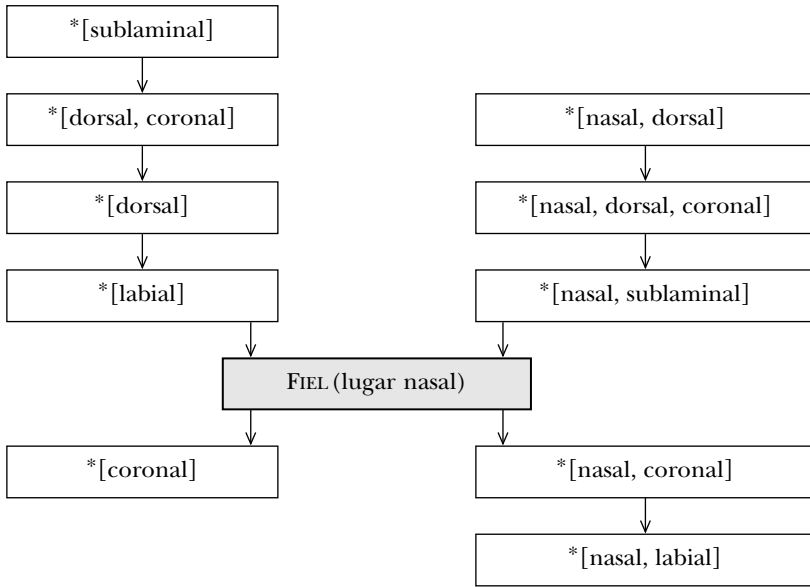 *[sublaminal]
*[dorsal, coronal]
*[nasal, dorsal]
*[dorsal]
*[nasal, dorsal, coronal]
*[labial]
*[nasal, sublaminal]
FIEL (lugar nasal)
*[coronal]
*[nasal, coronal]
*[nasal, labial]